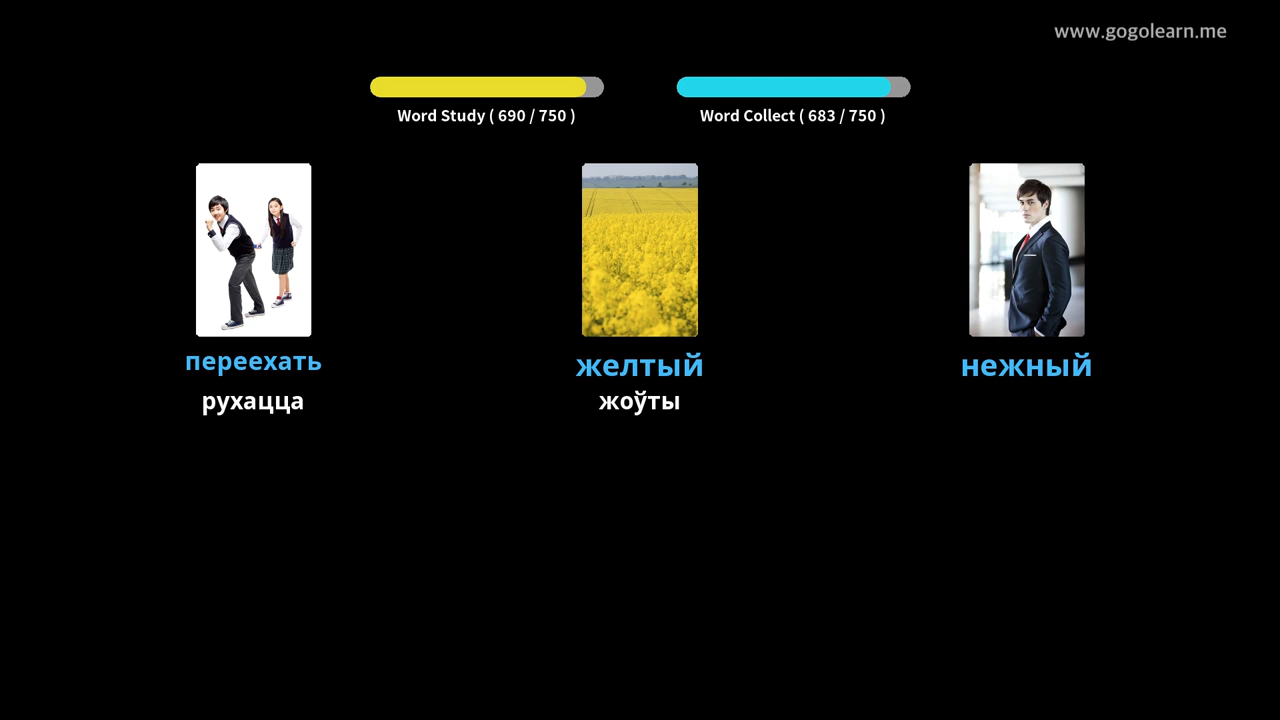 www.gogolearn.me
Word Study ( 690 / 750 )
Word Collect ( 683 / 750 )
переехать
желтый
нежный
рухацца
жоўты